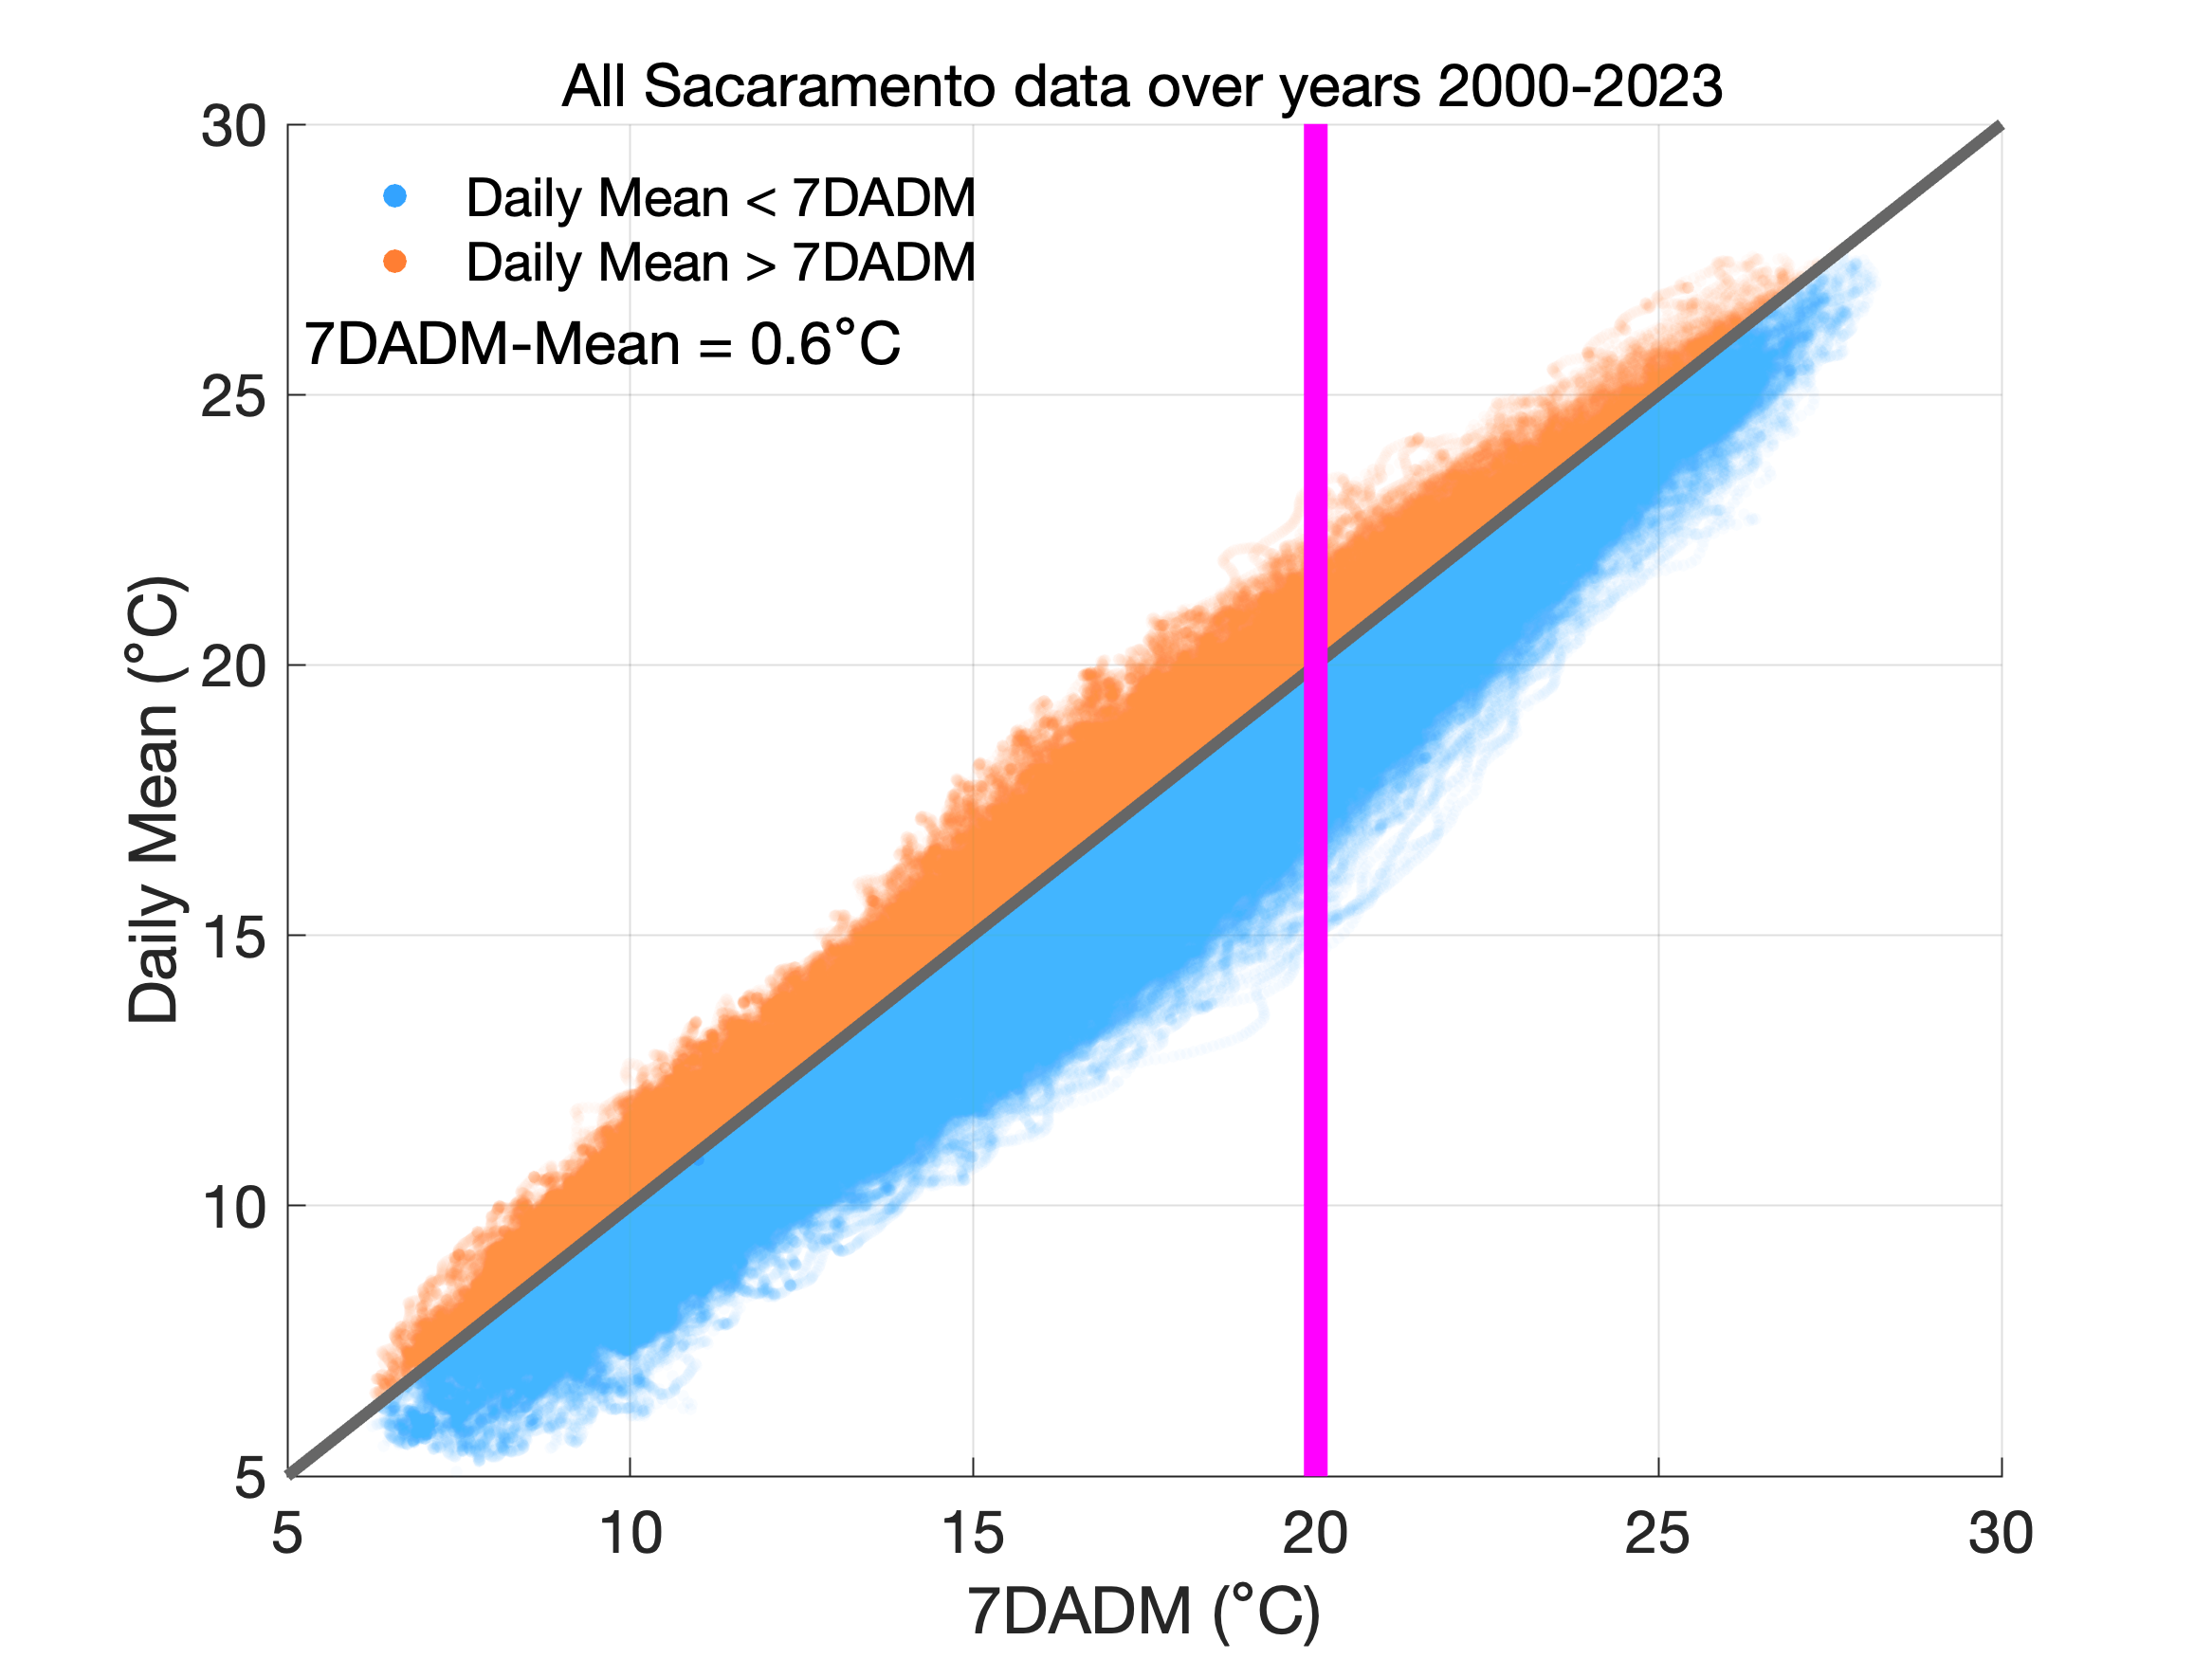 All Sacaramento data over years 2000-2023
Daily Mean < 7DADM
Daily Mean > 7DADM
7DADM-Mean = 0.6°C
30
25
20
15
10
5
Daily Mean (°C)
5 10 15 20 25 30
7DADM (°C)